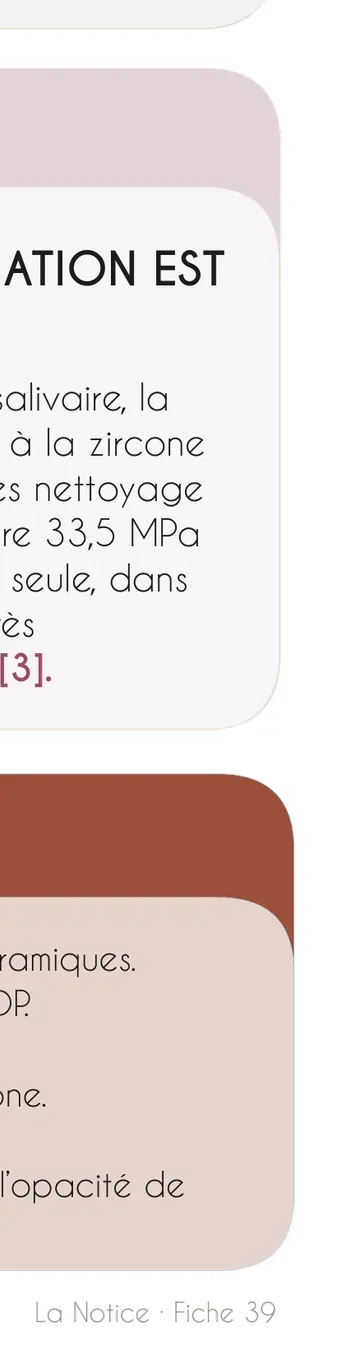 ATION EST
salivaire, la
à la zircone
es nettoyage
re 33,5 MPa
seule, dans
ès
[3].
ramiques.
OP.
one.
l'opacité de
La Notice · Fiche 39